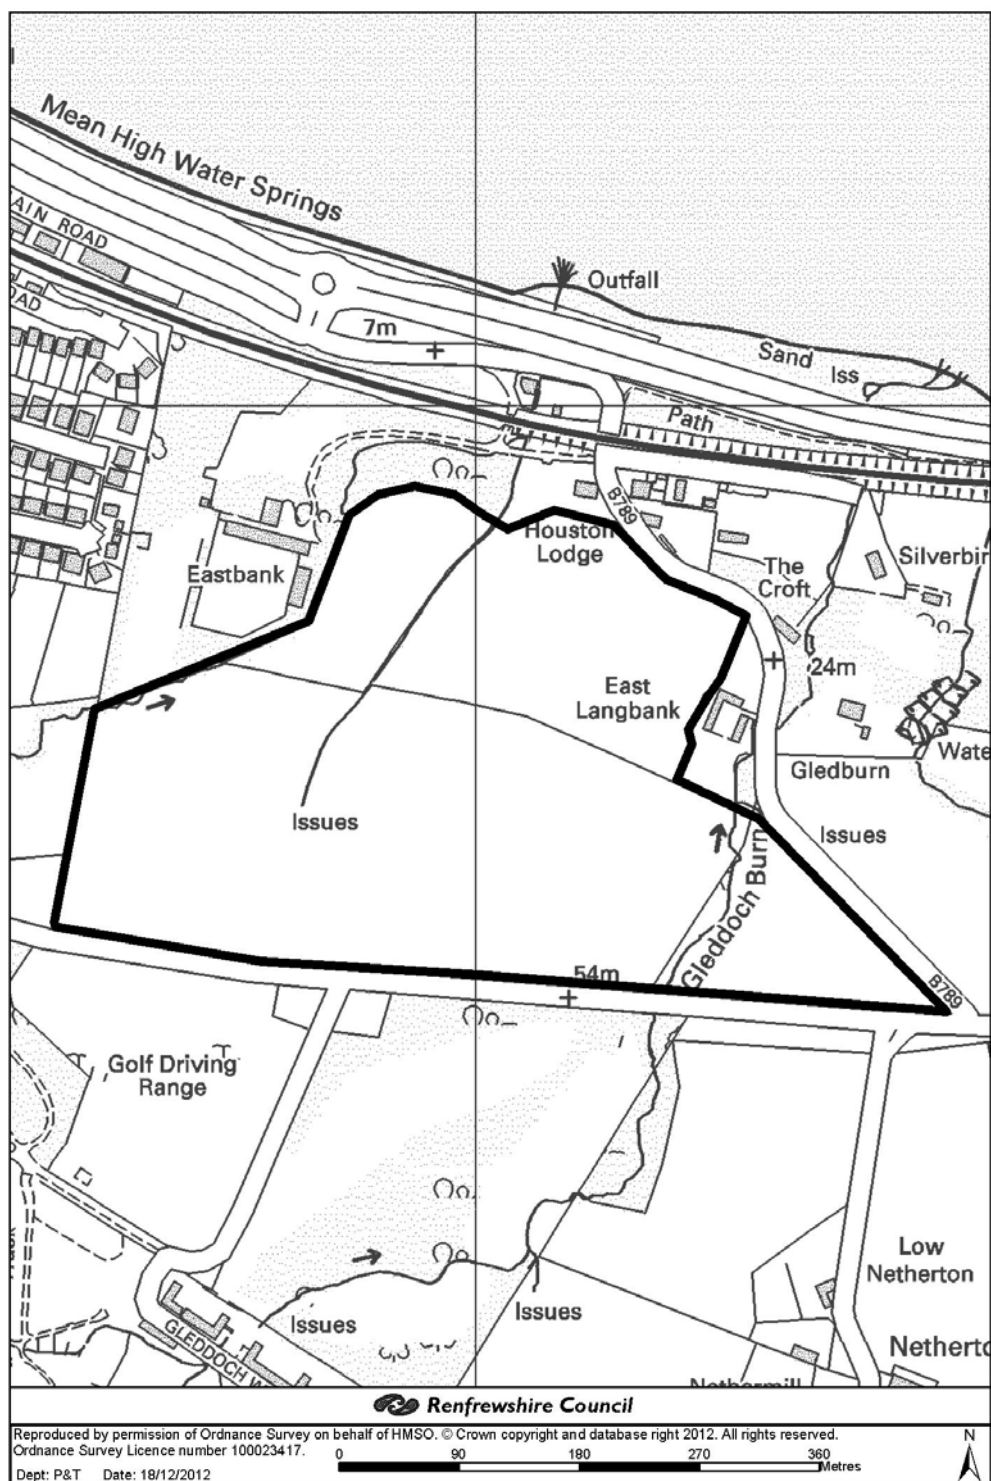 Mean High Water Springs
AIN ROAD
OAD
Outfall
7m
Sand
Iss
Path
B789
Houston
Lodge
Eastbank
The
Croft
Silverbir
24m
East
Langbank
Gledburn
Wate
Issues
Issues
Gleddoch Burn
54m
B789
Golf Driving
Range
Low
Netherton
Issues
Issues
GLEDDOCH W
Netherto
Nethermill
Renfrewshire Council
Reproduced by permission of Ordnance Survey on behalf of HMSO. © Crown copyright and database right 2012. All rights reserved.
Ordnance Survey Licence number 100023417.
Dept: P&T Date: 18/12/2012
0 90 180 270 360
Metres
N